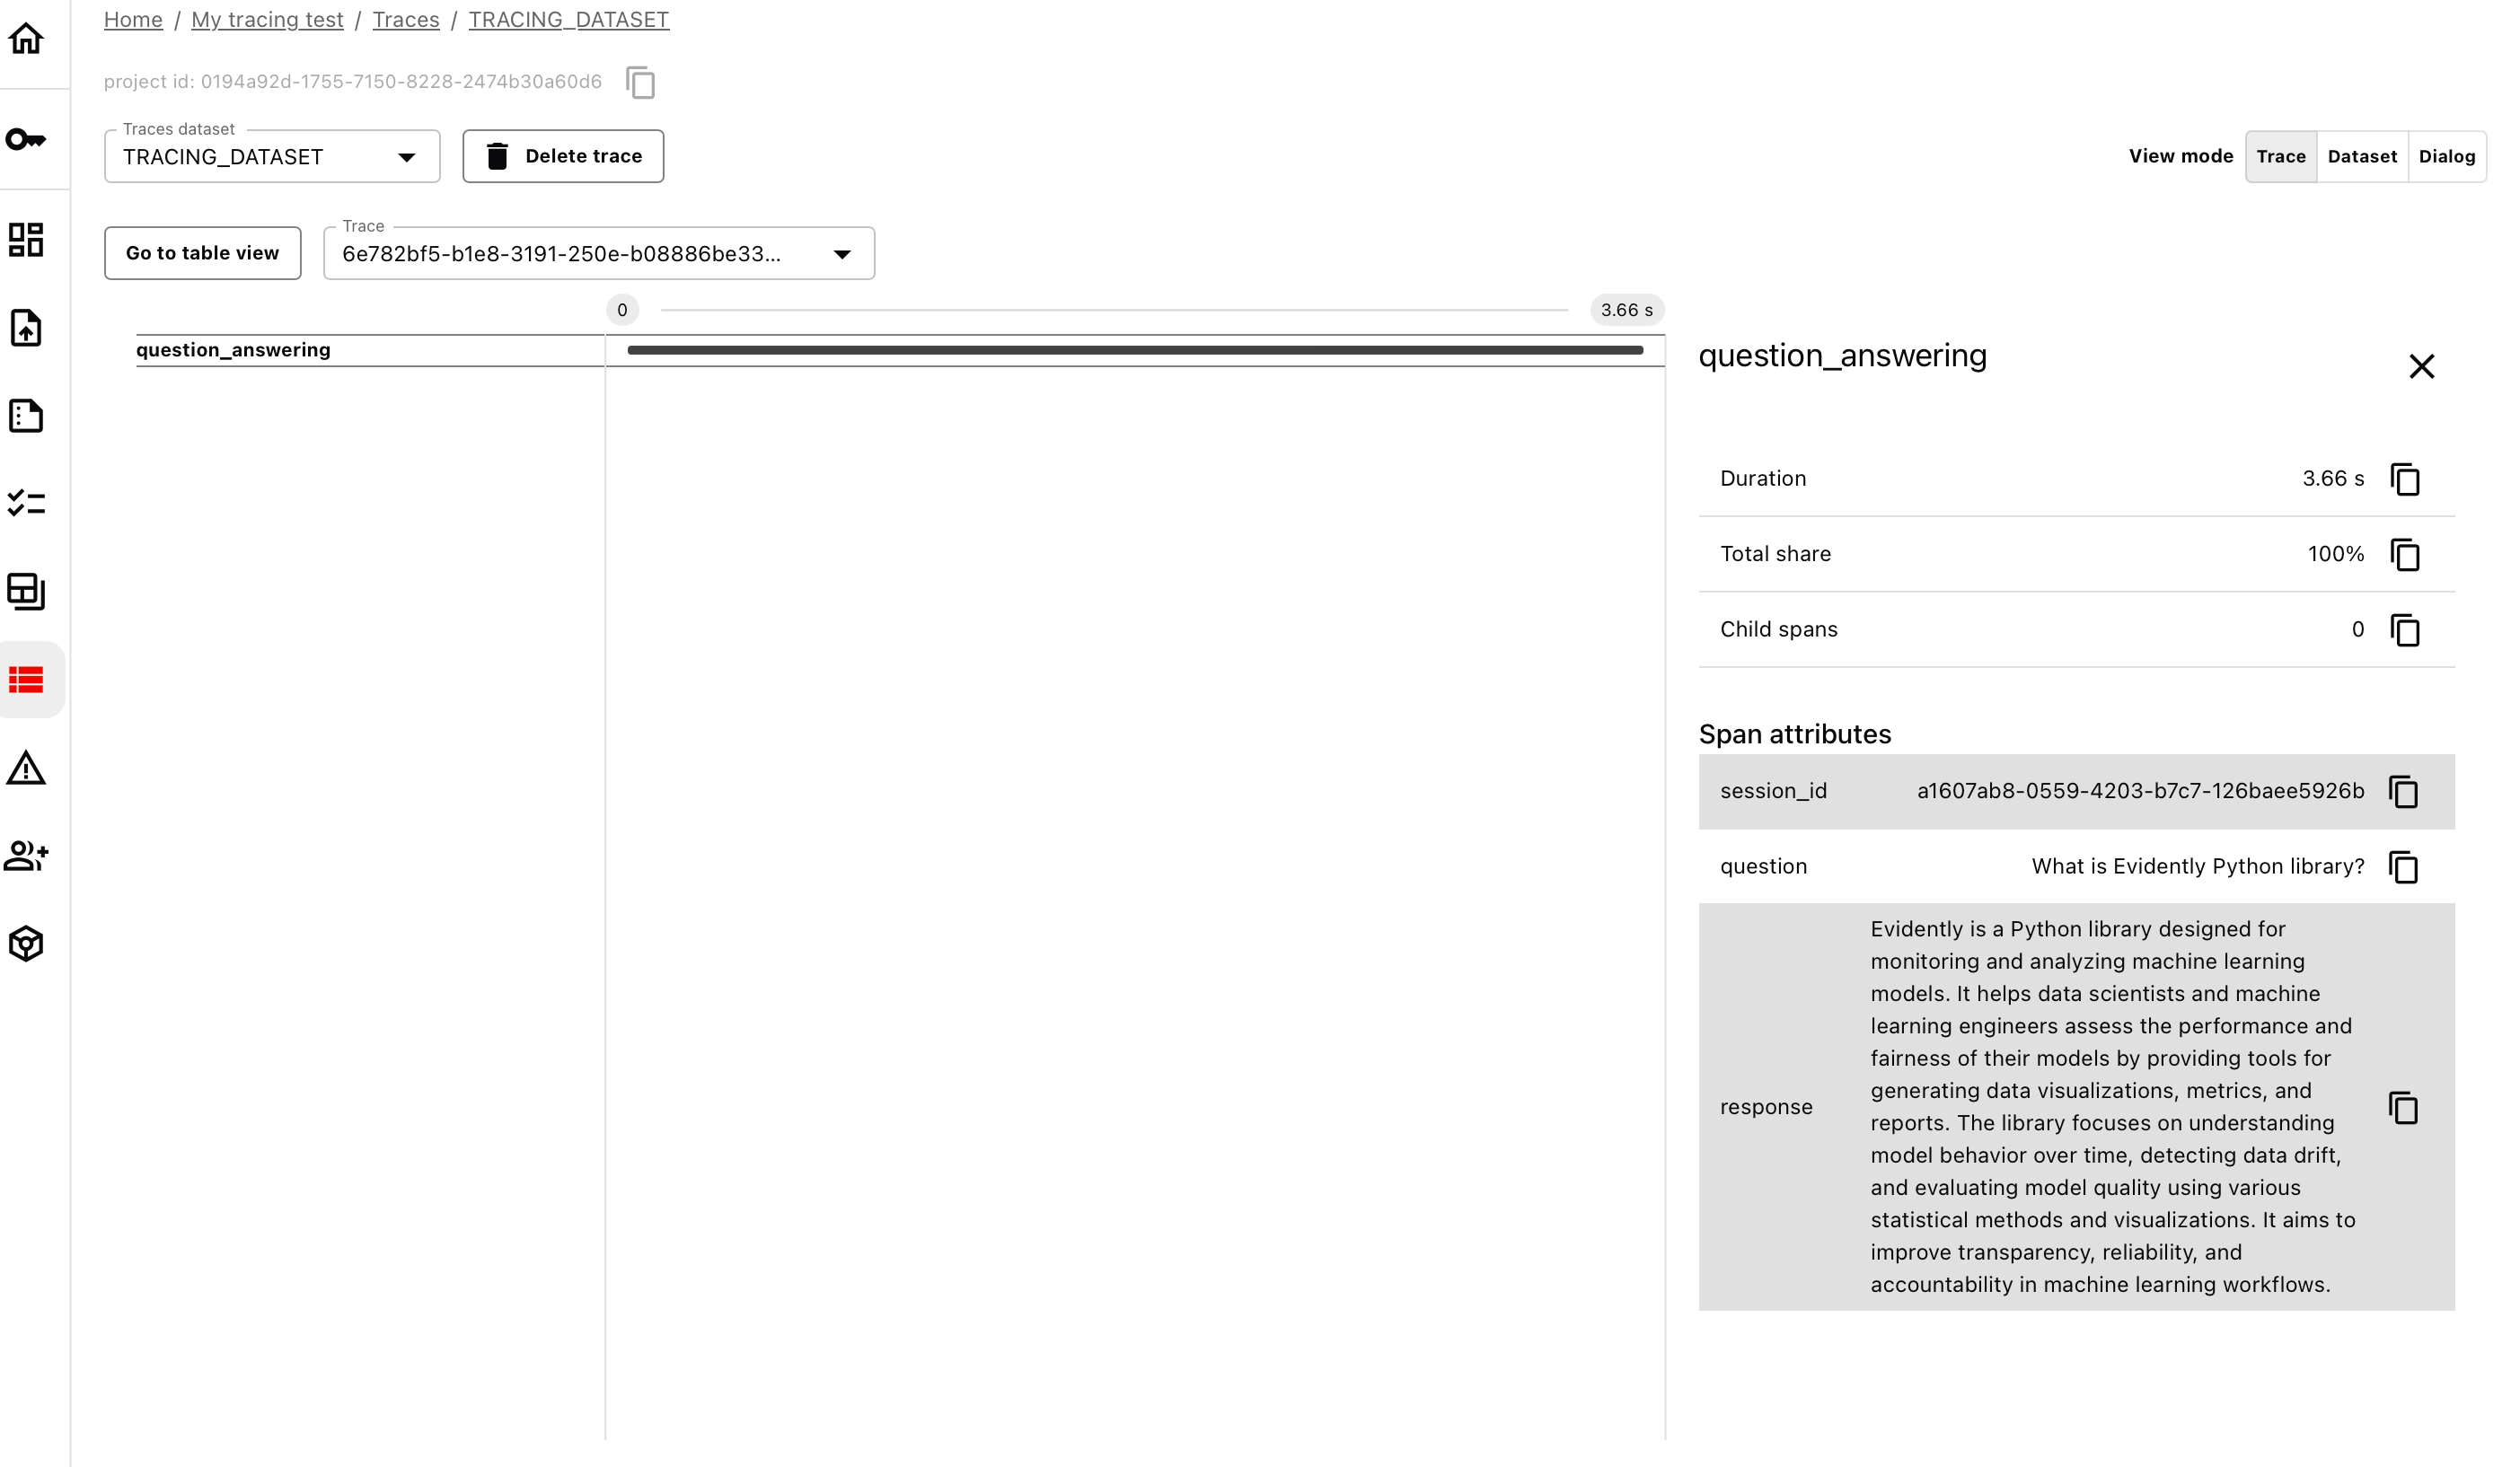 Home / My tracing test / Traces / TRACING_DATASET
project id: 0194a92d-1755-7150-8228-2474b30a60d6
Traces dataset
TRACING_DATASET
Delete trace
View mode
Trace
Dataset
Dialog
Go to table view
Trace
6e782bf5-b1e8-3191-250e-b08886be33...
0
3.66 s
question_answering
question_answering
Duration 3.66 s
Total share 100%
Child spans 0
Span attributes
session_id a1607ab8-0559-4203-b7c7-126baee5926b
question What is Evidently Python library?
response
Evidently is a Python library designed for
monitoring and analyzing machine learning
models. It helps data scientists and machine
learning engineers assess the performance and
fairness of their models by providing tools for
generating data visualizations, metrics, and
reports. The library focuses on understanding
model behavior over time, detecting data drift,
and evaluating model quality using various
statistical methods and visualizations. It aims to
improve transparency, reliability, and
accountability in machine learning workflows.